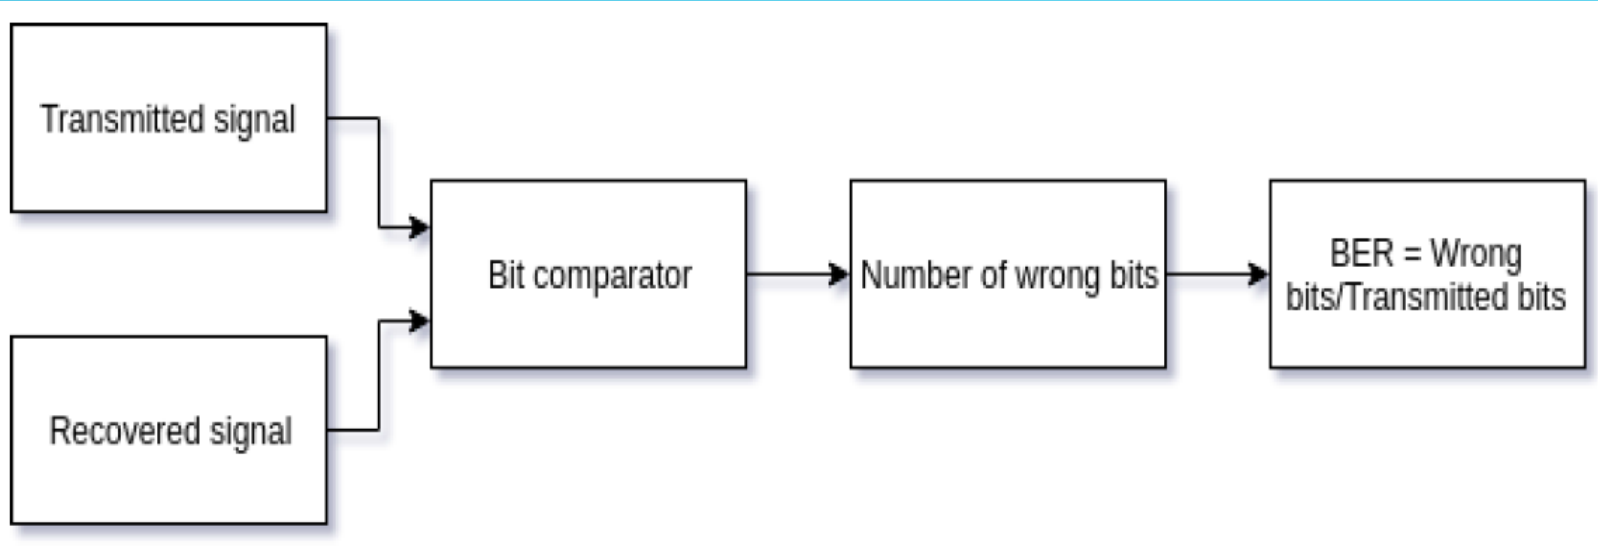 Transmitted signal
Recovered signal
Bit comparator
Number of wrong bits
BER = Wrong
bits/Transmitted bits